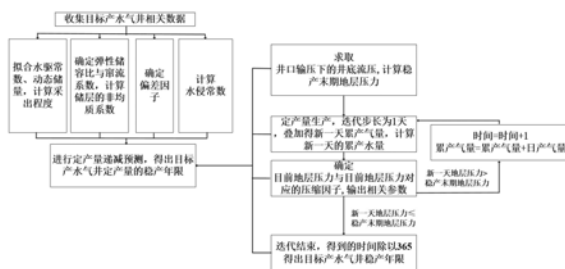 收集目标产水气井相关数据
拟合水驱常
数、动态储
量，计算采
出程度
确定弹性储
容比与窜流
系数，计算
储层的非均
质系数
确定
偏差因
子
计算
水侵常数
进行定产量递减预测，得出目标
产水气井定产量的稳产年限
求取
井口输压下的井底流压，计算稳
产末期地层压力
定产量生产，迭代步长为1天
，叠加得新一天累产气量，计算
新一天的累产水量
确定
目前地层压力与目前地层压力对
应的压缩因子，输出相关参数
时间=时间+1
累产气量=累产气量+日产气量
新一天地层压力>
稳产末期地层压力
新一天地层压力≤
稳产末期地层压力
迭代结束，得到的时间除以365
得出目标产水气井稳产年限